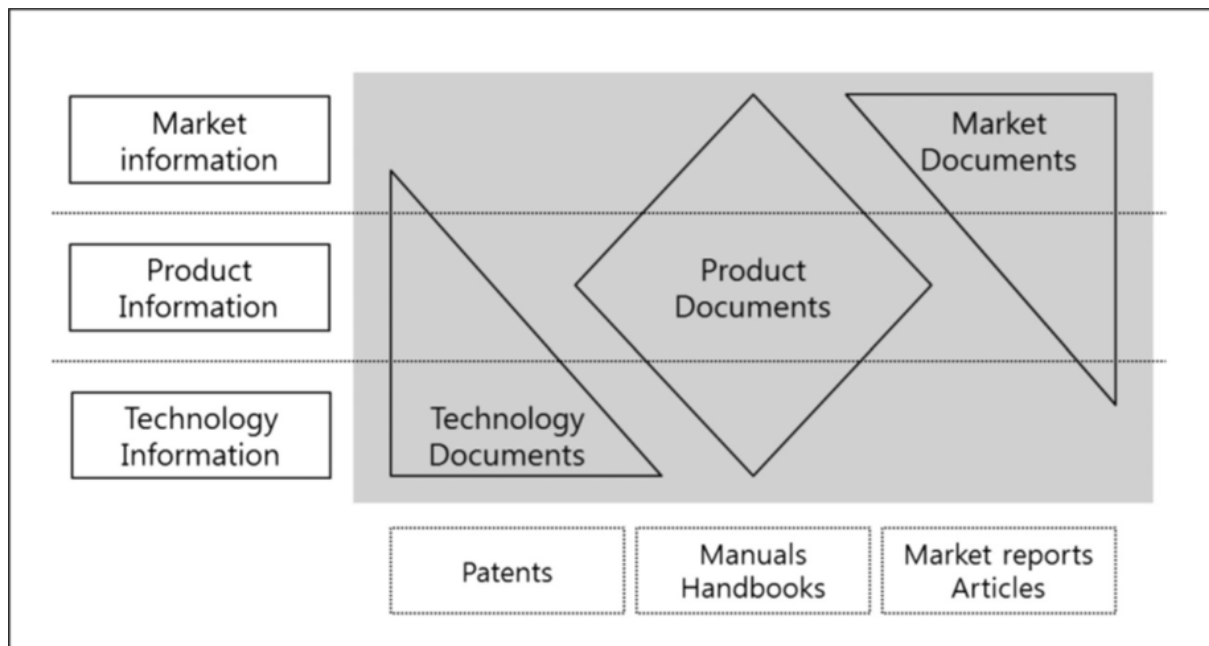 Market
information
Market
Documents
Product
Information
Product
Documents
Technology
Information
Technology
Documents
Patents
Manuals
Handbooks
Market reports
Articles